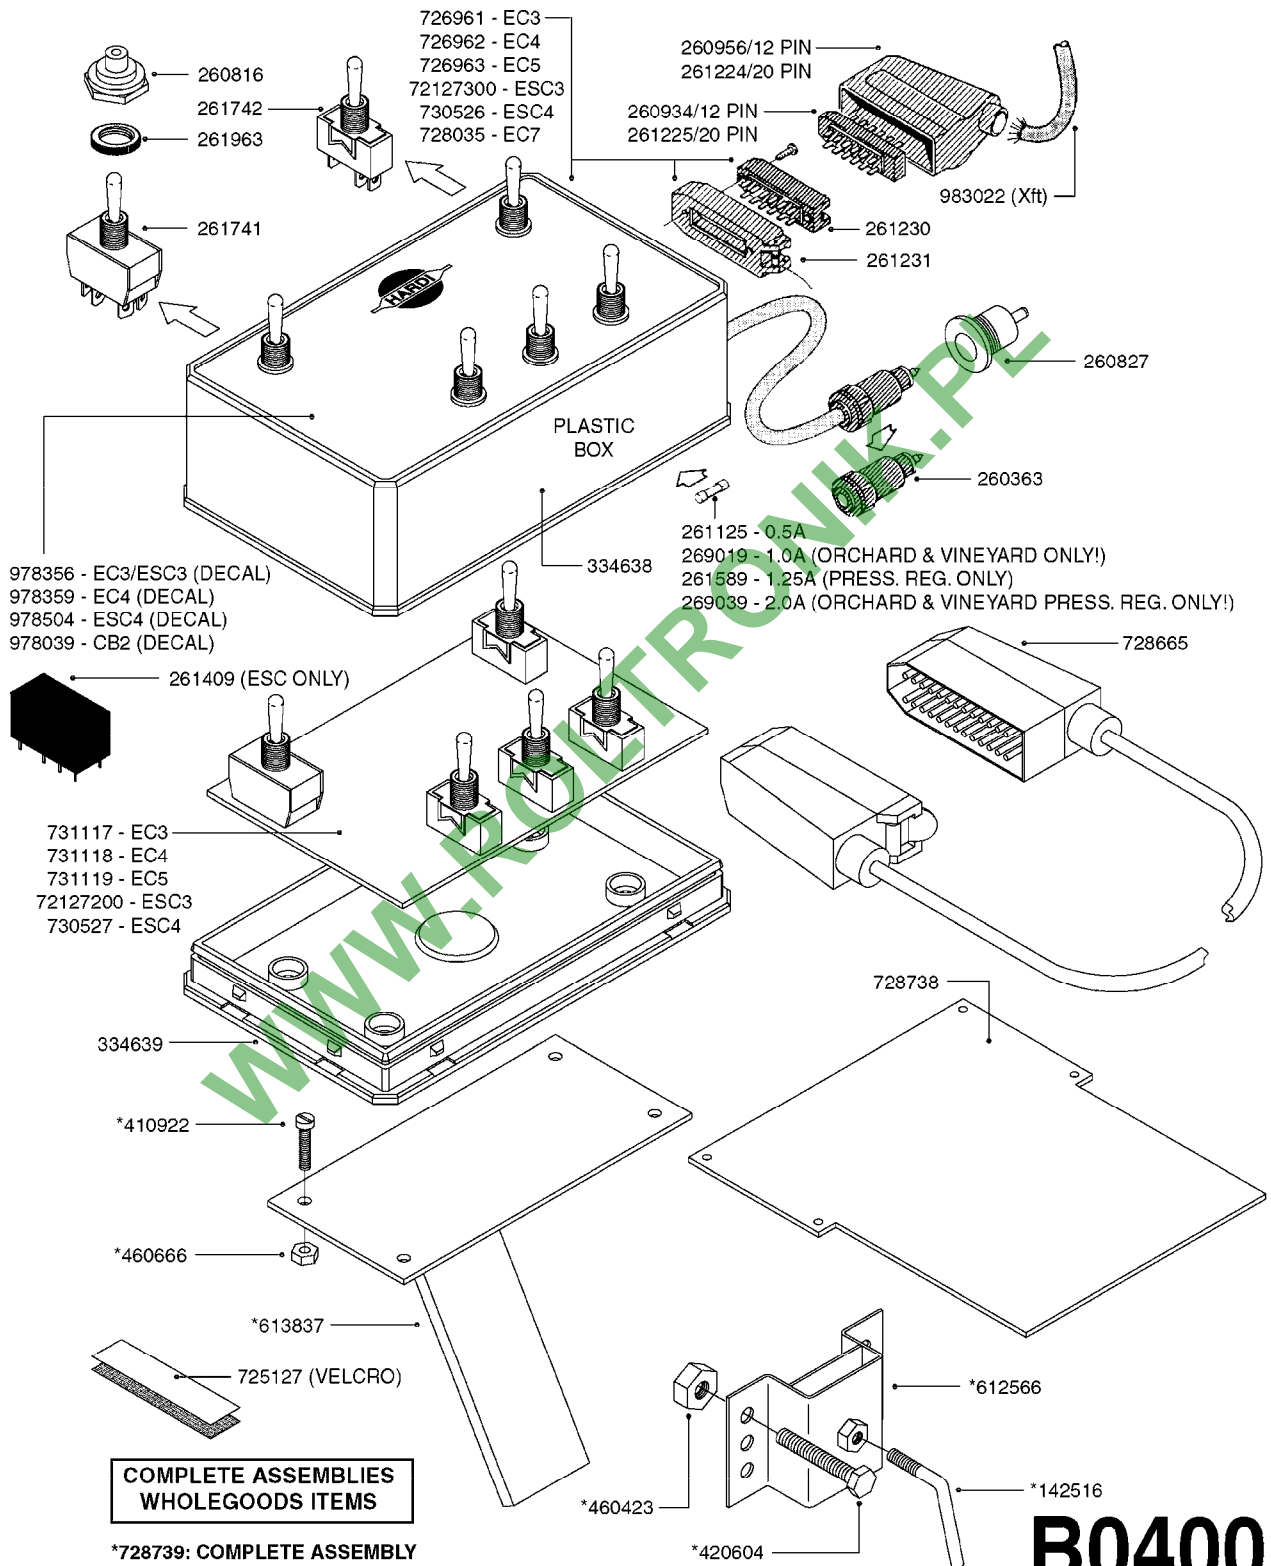 726961 - EC3
726962 - EC4
726963 - EC5
72127300 - ESC3
730526 - ESC4
728035 - EC7
260956/12 PIN
261224/20 PIN
260934/12 PIN
261225/20 PIN
260816
261742
261963
261741
983022 (Xft)
261230
261231
HARDI
260827
PLASTIC
BOX
260363
261125 - 0.5A
269019 - 1.0A (ORCHARD & VINEYARD ONLY!)
261589 - 1.25A (PRESS. REG. ONLY)
269039 - 2.0A (ORCHARD & VINEYARD PRESS. REG. ONLY!)
334638
978356 - EC3/ESC3 (DECAL)
978359 - EC4 (DECAL)
978504 - ESC4 (DECAL)
978039 - CB2 (DECAL)
728665
261409 (ESC ONLY)
731117 - EC3
731118 - EC4
731119 - EC5
72127200 - ESC3
730527 - ESC4
728738
334639
*410922
*460666
*613837
725127 (VELCRO)
*612566
*460423
*142516
*420604
COMPLETE ASSEMBLIES
WHOLEGOODS ITEMS
*728739: COMPLETE ASSEMBLY
B0400
WWW.ROLTRONIK.PL